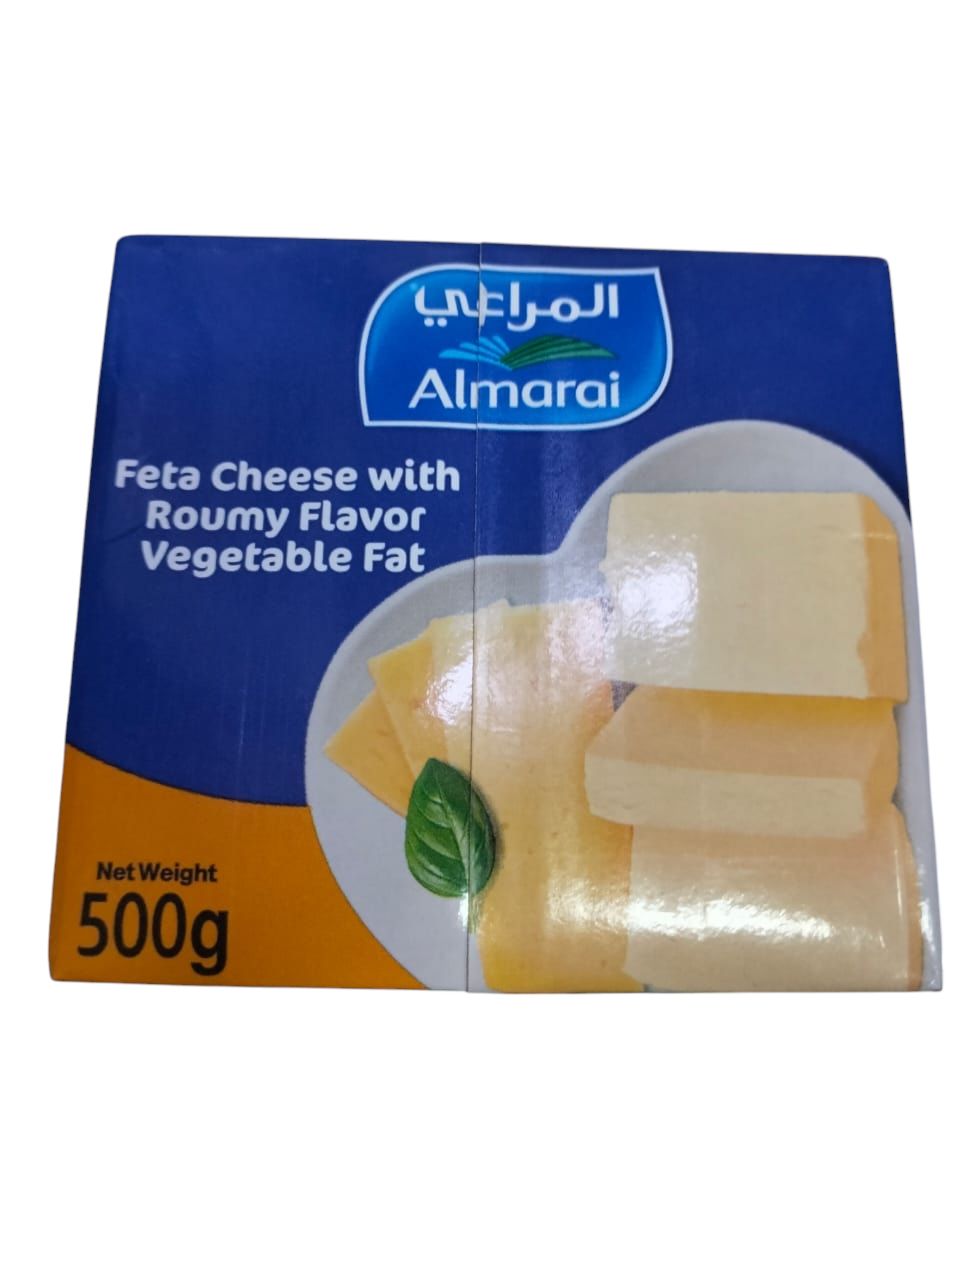 المراعي
Almarai
Feta Cheese with
Roumy Flavor
Vegetable Fat
Net Weight
500g